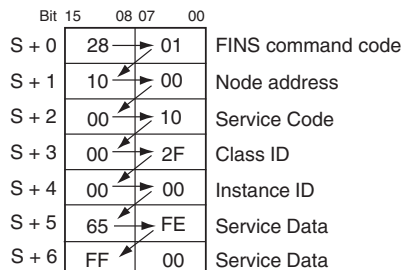 Bit 15 08 07 00
S + 0 28 01 FINS command code
S + 1 10 00 Node address
S + 2 00 10 Service Code
S + 3 00 2F Class ID
S + 4 00 00 Instance ID
S + 5 65 FE Service Data
S + 6 FF 00 Service Data